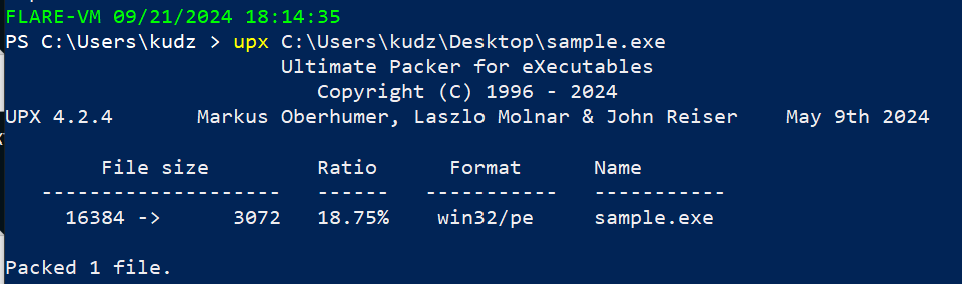 FLARE-VM 09/21/2024 18:14:35
PS C:\Users\kudz > upx C:\Users\kudz\Desktop\sample.exe
Ultimate Packer for eXecutables
Copyright (C) 1996 - 2024
UPX 4.2.4       Markus Oberhumer, Laszlo Molnar & John Reiser    May 9th 2024
File size         Ratio      Format      Name
--------------------   ------   -----------   -----------
16384 ->      3072   18.75%    win32/pe     sample.exe
Packed 1 file.